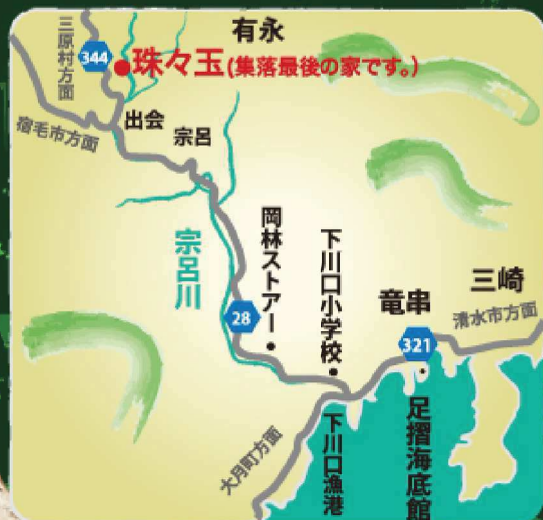 有永
三原村方面
344
珠々玉(集落最後の家です。)
出会
宿毛市方面
宗呂
岡林ストアー
下川口小学校
宗呂川
三崎
竜串
清水市方面
28
321
足摺海底館
下川口漁港
大月町方面